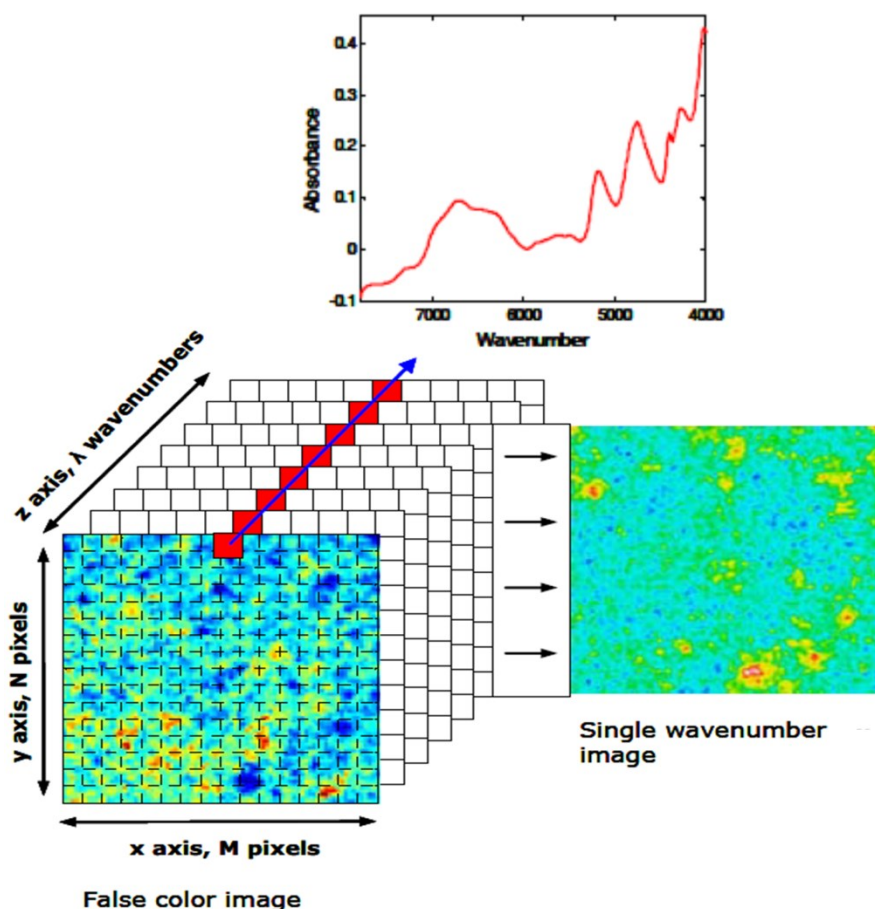 0.4
0.3
0.2
0.1
0
-0.1
Absorbance
7000 6000 5000 4000
Wavenumber
z axis, λ wavenumbers
y axis, N pixels
x axis, M pixels
False color image
Single wavenumber
image